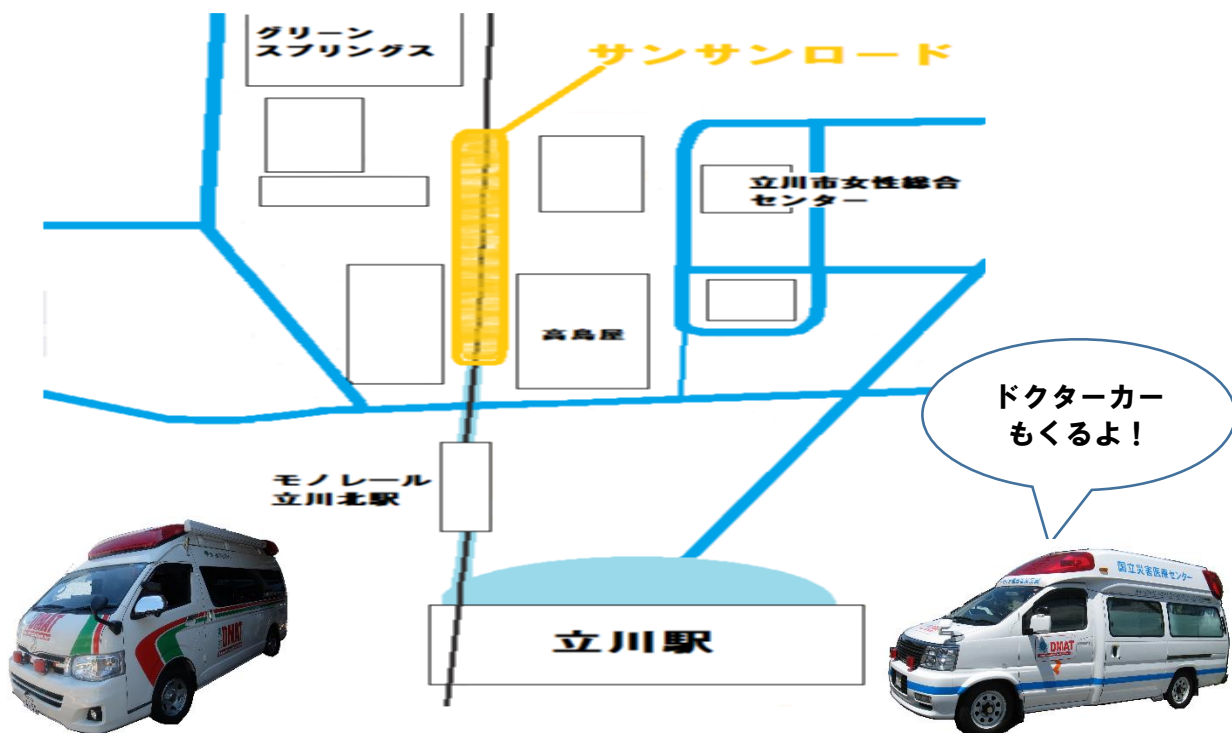 グリーン
スプリングス
サンサンロード
立川市女性総合
センター
高島屋
ドクターカー
もくるよ！
モノレール
立川北駅
国立災害医療センター
DMAT
DMAT
立川駅